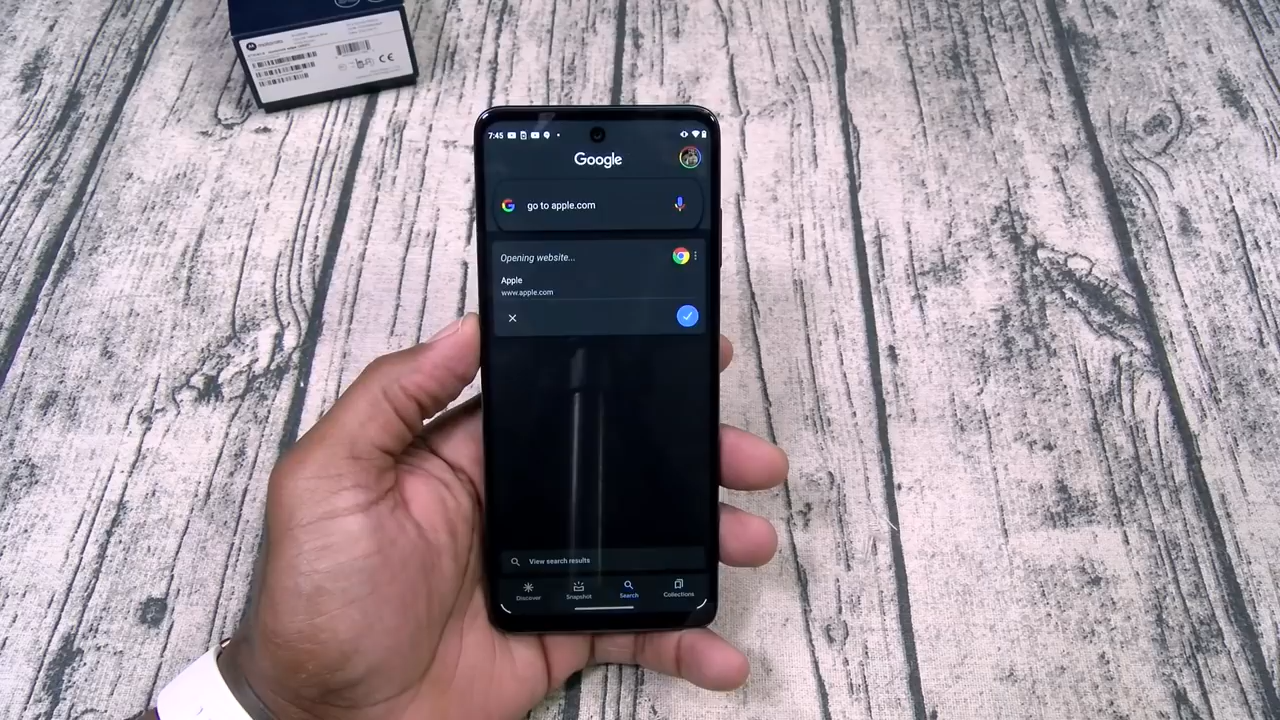 motorola
7:45
Google
go to apple.com
Opening website...
Apple
www.apple.com
View search results
Discover
Snapshot
Search
Collections